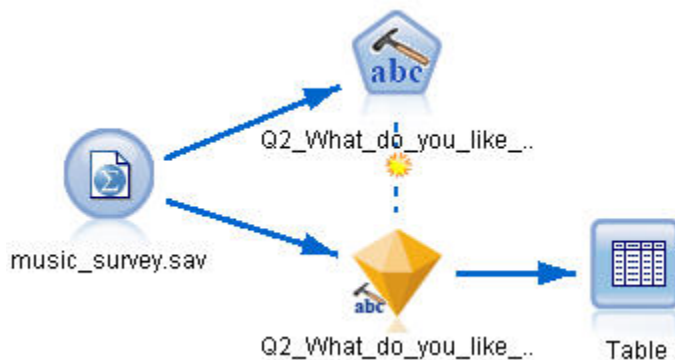 abc
Q2_What_do_you_like_..
music_survey.sav
abc
Q2_What_do_you_like_..
Table